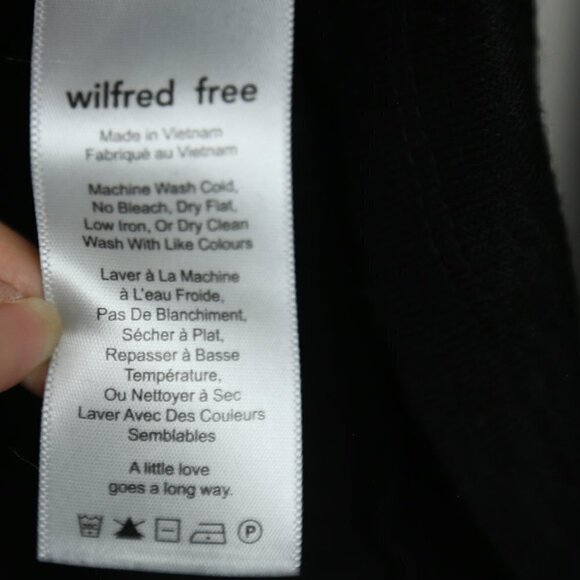 wilfred free
Made in Vietnam
Fabriqué au Vietnam
Machine Wash Cold,
No Bleach, Dry Flat,
Low Iron, Or Dry Clean
Wash With Like Colours
Laver à La Machine
à L'eau Froide,
Pas De Blanchiment,
Sécher à Plat,
Repasser à Basse
Température,
Ou Nettoyer à Sec
Laver Avec Des Couleurs
Semblables
A little love
goes a long way.
P